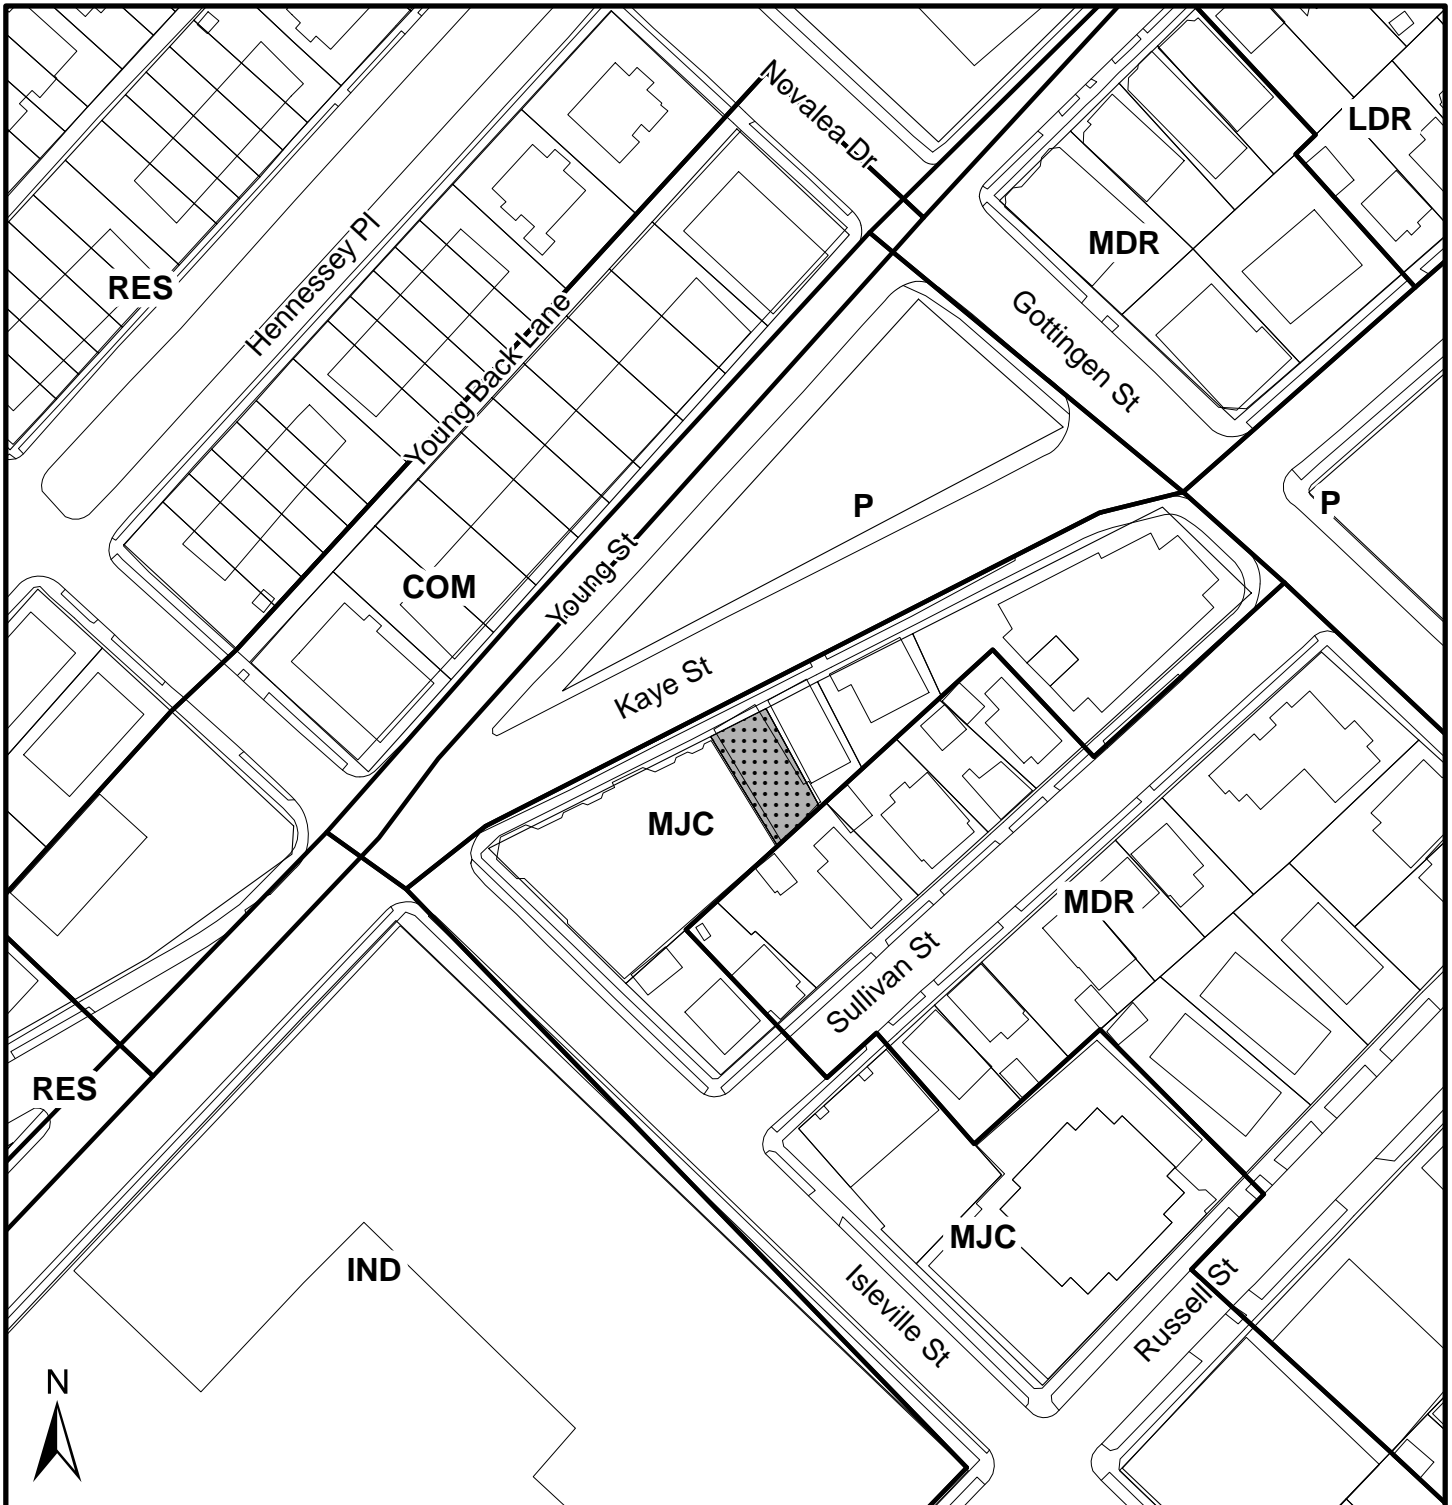 Novalea Dr
LDR
MDR
RES
Hennessey Pl
Gottingen St
Young Back Lane
P
P
COM
Young St
Kaye St
MJC
MDR
Sullivan St
RES
MJC
IND
Isleville St
Russell St
N